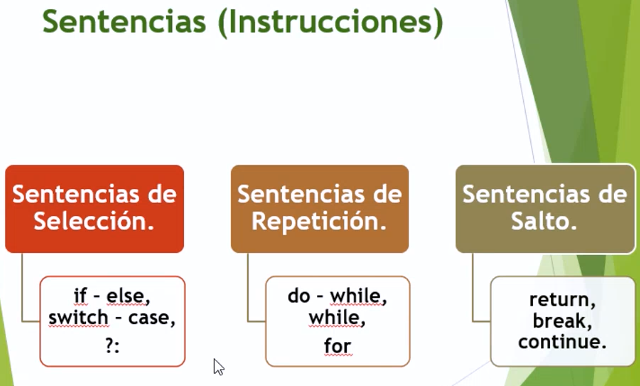 Sentencias (Instrucciones)
Sentencias de
Selección.
if - else,
switch - case,
?:
Sentencias de
Repetición.
do - while,
while,
for
Sentencias de
Salto.
return,
break,
continue.